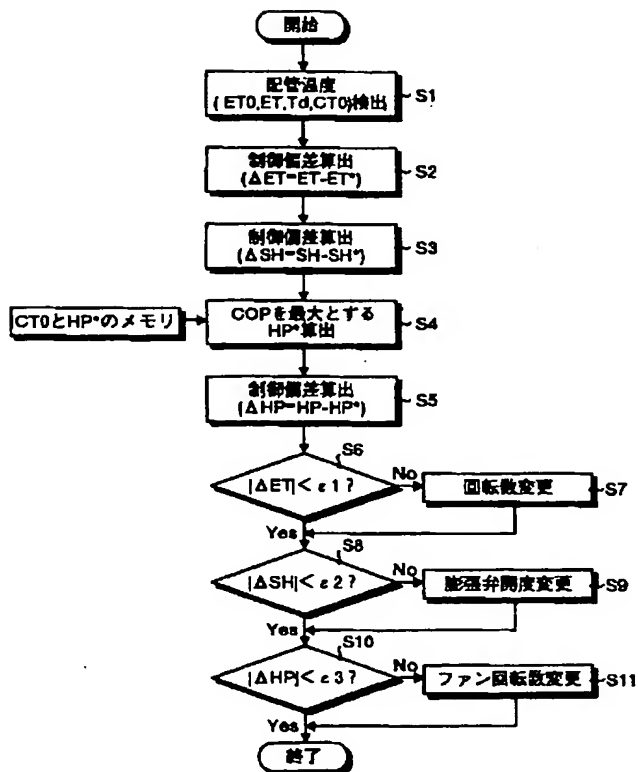 開始
配管温度
(ET0,ET,Td,CT0)検出
S1
制御偏差算出
(ΔET=ET-ET*)
S2
制御偏差算出
(ΔSH=SH-SH*)
S3
CT0とHP*のメモリ
COPを最大とする
HP*算出
S4
制御偏差算出
(ΔHP=HP-HP*)
S5
S6
|ΔET|<ε1?
No
回転数変更
S7
Yes
S8
|ΔSH|<ε2?
No
膨張弁開度変更
S9
Yes
S10
|ΔHP|<ε3?
No
ファン回転数変更
S11
Yes
終了